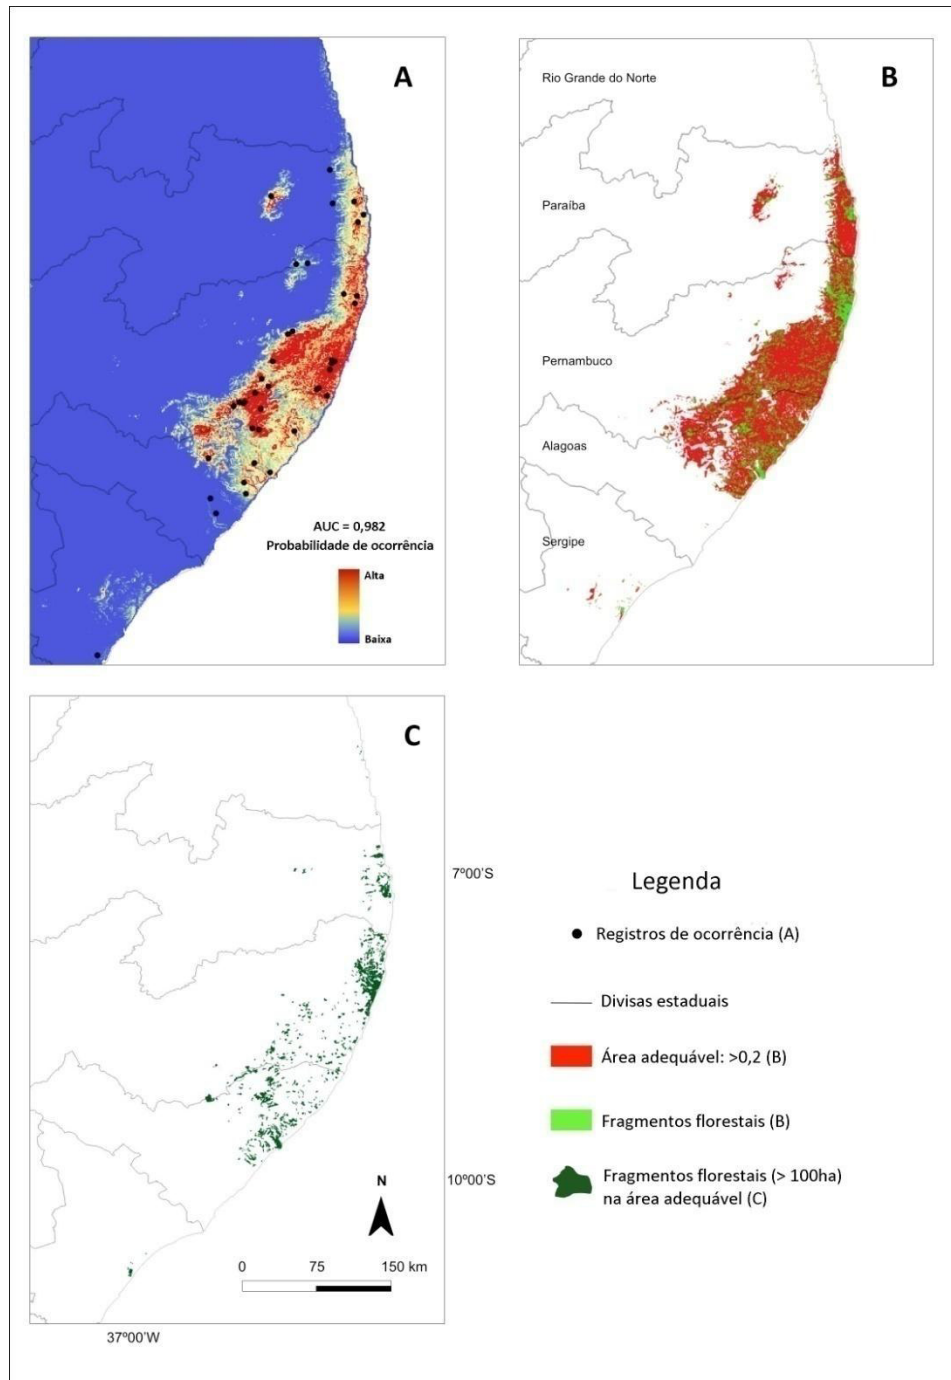 A
AUC = 0,982
Probabilidade de ocorrência
Alta
Baixa
B
Rio Grande do Norte
Paraíba
Pernambuco
Alagoas
Sergipe
C
7º00'S
10º00'S
N
0 75 150 km
37º00'W
Legenda
Registros de ocorrência (A)
Divisas estaduais
Área adequável: >0,2 (B)
Fragmentos florestais (B)
Fragmentos florestais (> 100ha)
na área adequável (C)